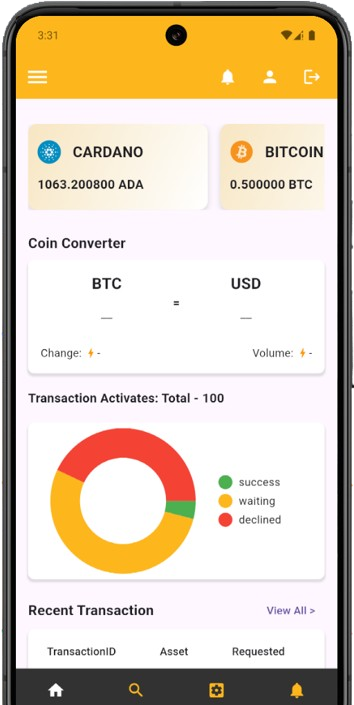 3:31
CARDANO
BITCOIN
1063.200800 ADA
0.500000 BTC
Coin Converter
BTC
USD
=
—
—
Change: -
Volume: -
Transaction Activates: Total - 100
success
waiting
declined
Recent Transaction
View All >
TransactionID
Asset
Requested